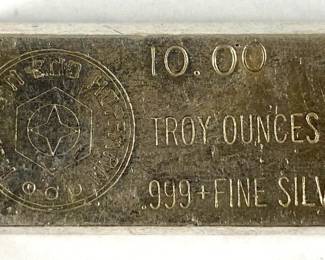 10.00
TROY OUNCES
.999+FINE SILV